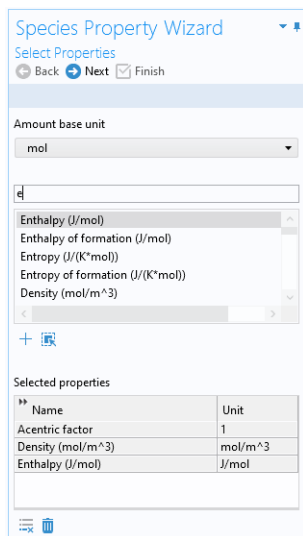 Species Property Wizard
Select Properties
Back Next Finish
Amount base unit
mol
e
Enthalpy (J/mol)
Enthalpy of formation (J/mol)
Entropy (J/(K*mol))
Entropy of formation (J/(K*mol))
Density (mol/m^3)
Selected properties
Name Unit
Acentric factor 1
Density (mol/m^3) mol/m^3
Enthalpy (J/mol) J/mol